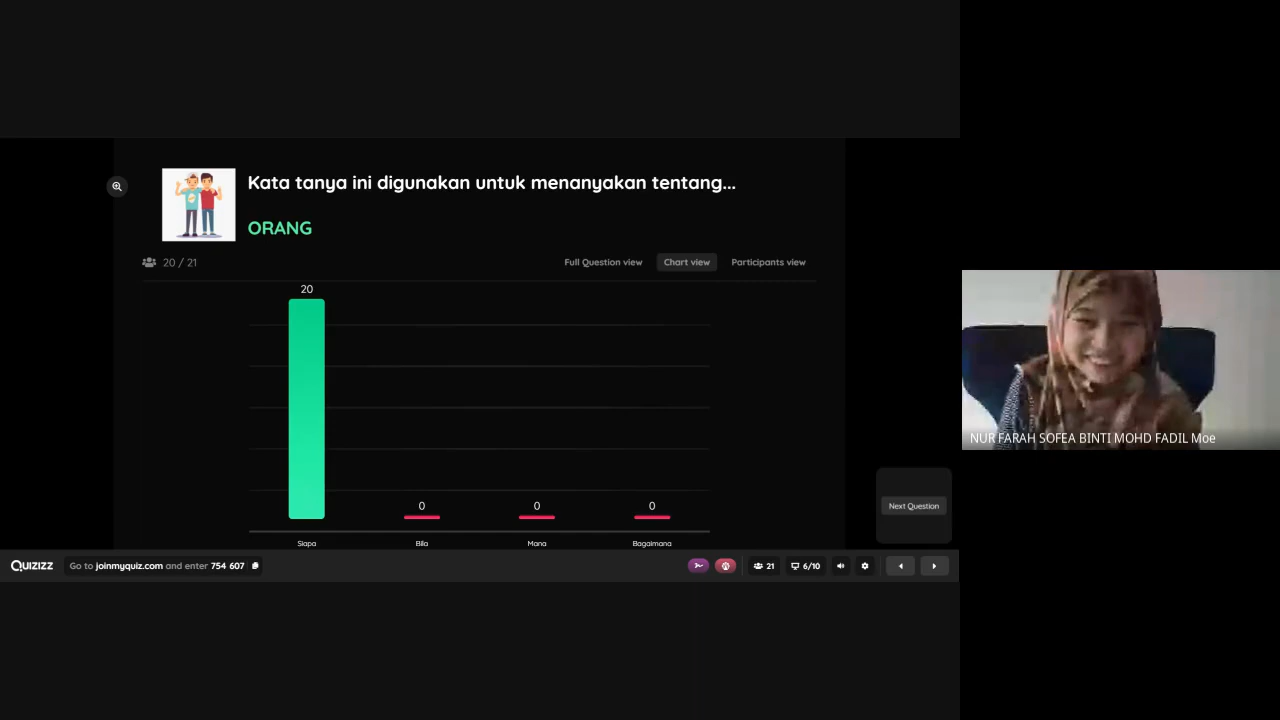 Kata tanya ini digunakan untuk menanyakan tentang...
ORANG
20 / 21
Full Question view
Chart view
Participants view
20
0
0
0
Siapa
Bila
Mana
Bagaimana
Next Question
NUR FARAH SOFEA BINTI MOHD FADIL Moe
QUIZIZZ
Go to joinmyquiz.com and enter 754 607
21
6/10